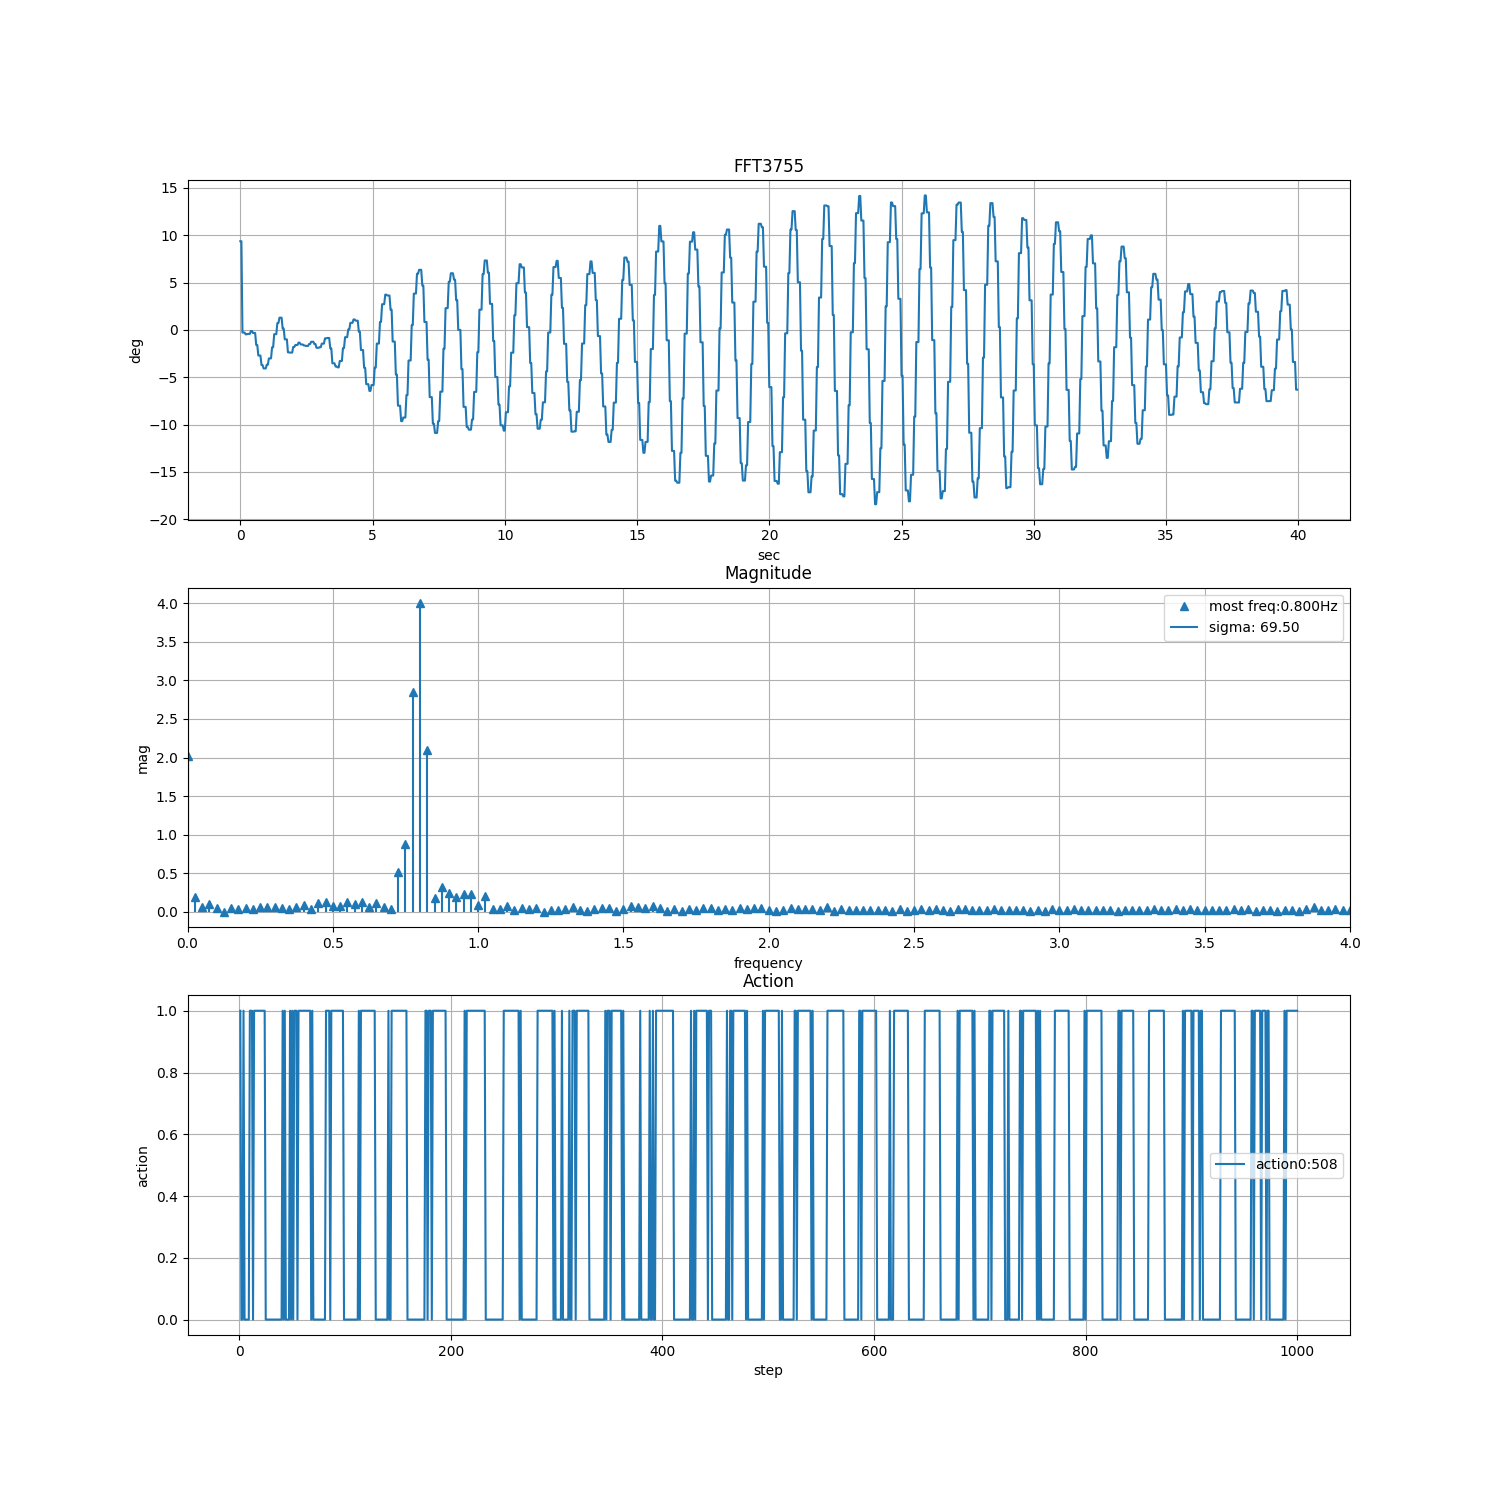 FFT3755
15
10
5
0
−5
−10
−15
−20
deg
0 5 10 15 20 25 30 35 40
sec
Magnitude
4.0
3.5
3.0
2.5
2.0
1.5
1.0
0.5
0.0
mag
most freq:0.800Hz
sigma: 69.50
0.0 0.5 1.0 1.5 2.0 2.5 3.0 3.5 4.0
frequency
Action
1.0
0.8
0.6
0.4
0.2
0.0
action
action0:508
0 200 400 600 800 1000
step